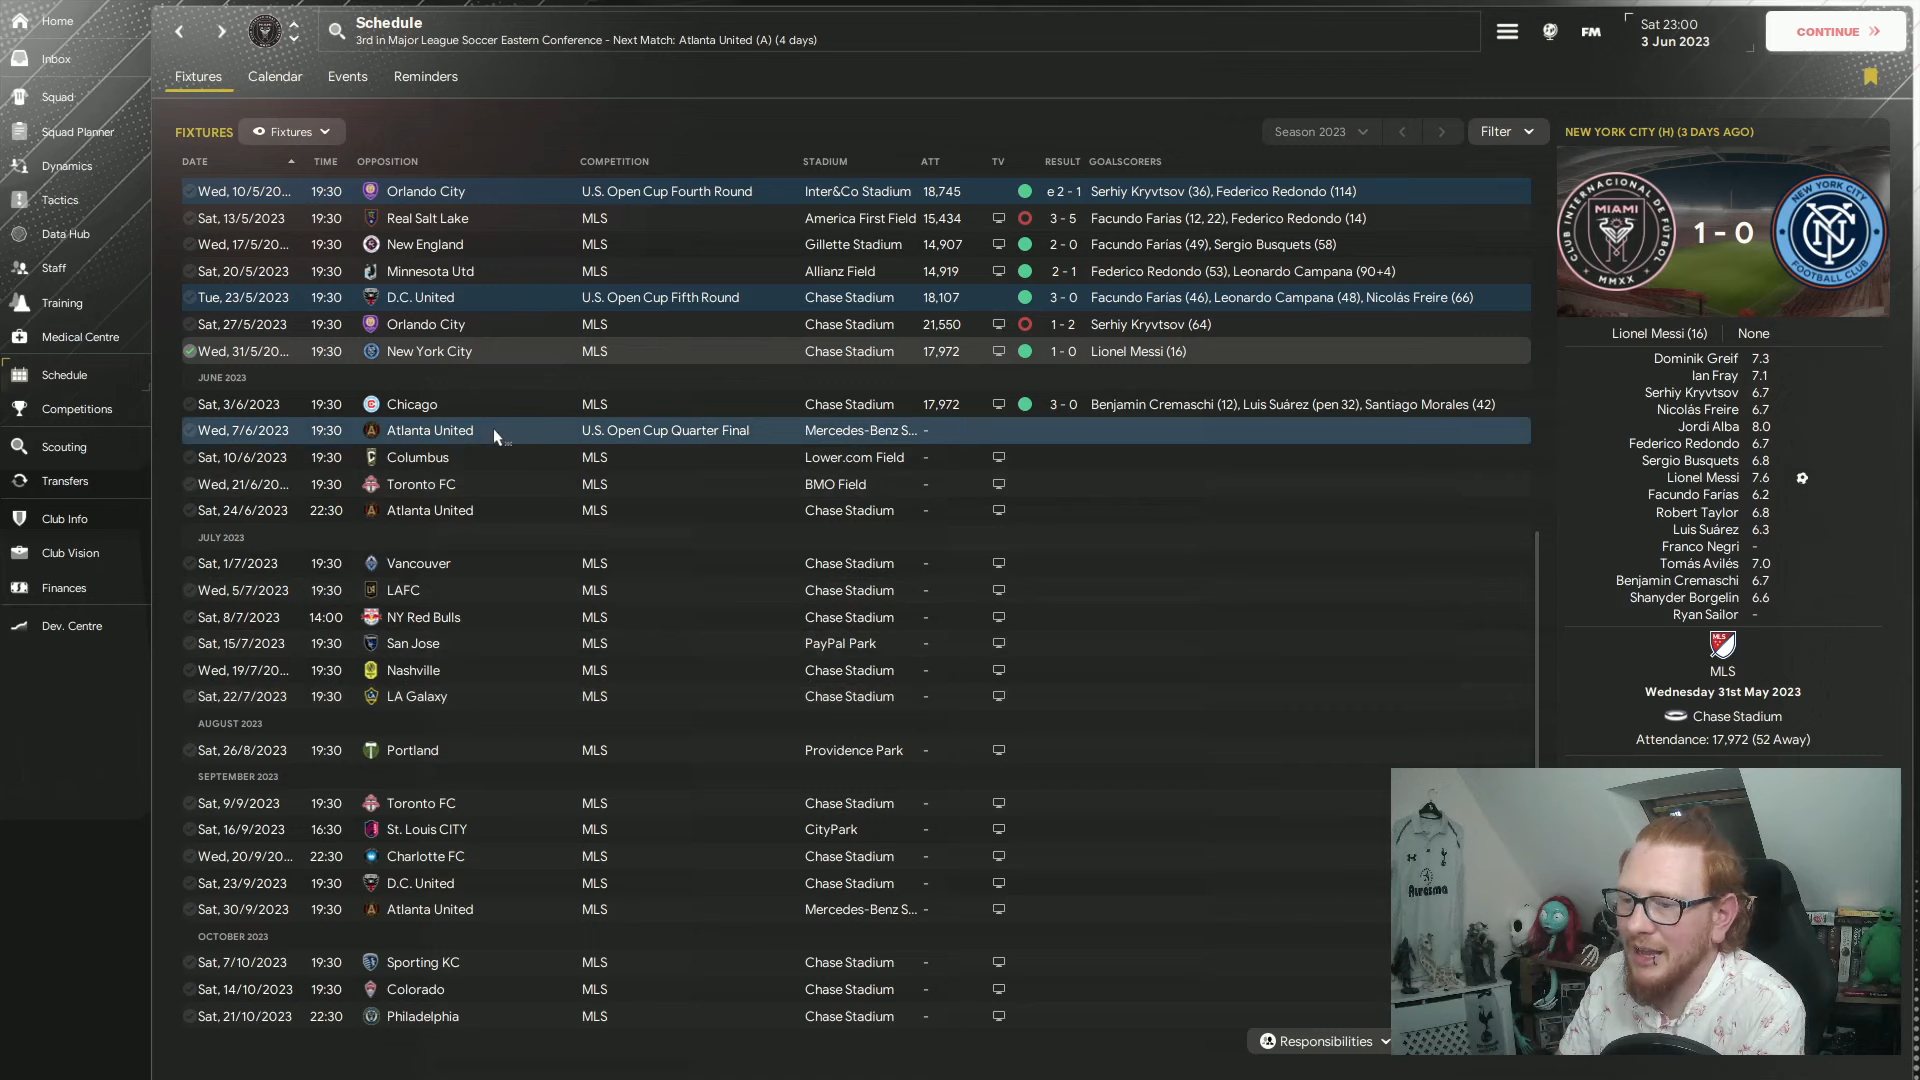 Home
Inbox
Squad
Squad Planner
Dynamics
Tactics
Data Hub
Staff
Training
Medical Centre
Schedule
Competitions
Scouting
Transfers
Club Info
Club Vision
Finances
Dev. Centre
Schedule
3rd in Major League Soccer Eastern Conference - Next Match: Atlanta United (A) (4 days)
FM
Sat 23:00
3 Jun 2023
CONTINUE
Fixtures Calendar Events Reminders
FIXTURES Fixtures Season 2023 Filter
DATE TIME OPPOSITION COMPETITION STADIUM ATT TV RESULT GOALSCORERS
Wed, 10/5/20... 19:30 Orlando City U.S. Open Cup Fourth Round Inter&Co Stadium 18,745 e 2 - 1 Serhiy Kryvtsov (36), Federico Redondo (114)
Sat, 13/5/2023 19:30 Real Salt Lake MLS America First Field 15,434 3 - 5 Facundo Farías (12, 22), Federico Redondo (14)
Wed, 17/5/20... 19:30 New England MLS Gillette Stadium 14,907 2 - 0 Facundo Farías (49), Sergio Busquets (58)
Sat, 20/5/2023 19:30 Minnesota Utd MLS Allianz Field 14,919 2 - 1 Federico Redondo (53), Leonardo Campana (90+4)
Tue, 23/5/2023 19:30 D.C. United U.S. Open Cup Fifth Round Chase Stadium 18,107 3 - 0 Facundo Farías (46), Leonardo Campana (48), Nicolás Freire (66)
Sat, 27/5/2023 19:30 Orlando City MLS Chase Stadium 21,550 1 - 2 Serhiy Kryvtsov (64)
Wed, 31/5/20... 19:30 New York City MLS Chase Stadium 17,972 1 - 0 Lionel Messi (16)
JUNE 2023
Sat, 3/6/2023 19:30 Chicago MLS Chase Stadium 17,972 3 - 0 Benjamin Cremaschi (12), Luis Suárez (pen 32), Santiago Morales (42)
Wed, 7/6/2023 19:30 Atlanta United U.S. Open Cup Quarter Final Mercedes-Benz S... -
Sat, 10/6/2023 19:30 Columbus MLS Lower.com Field -
Wed, 21/6/20... 19:30 Toronto FC MLS BMO Field -
Sat, 24/6/2023 22:30 Atlanta United MLS Chase Stadium -
JULY 2023
Sat, 1/7/2023 19:30 Vancouver MLS Chase Stadium -
Wed, 5/7/2023 19:30 LAFC MLS Chase Stadium -
Sat, 8/7/2023 14:00 NY Red Bulls MLS Chase Stadium -
Sat, 15/7/2023 19:30 San Jose MLS PayPal Park -
Wed, 19/7/20... 19:30 Nashville MLS Chase Stadium -
Sat, 22/7/2023 19:30 LA Galaxy MLS Chase Stadium -
AUGUST 2023
Sat, 26/8/2023 19:30 Portland MLS Providence Park -
SEPTEMBER 2023
Sat, 9/9/2023 19:30 Toronto FC MLS Chase Stadium -
Sat, 16/9/2023 16:30 St. Louis CITY MLS CityPark -
Wed, 20/9/20... 22:30 Charlotte FC MLS Chase Stadium -
Sat, 23/9/2023 19:30 D.C. United MLS Chase Stadium -
Sat, 30/9/2023 19:30 Atlanta United MLS Mercedes-Benz S... -
OCTOBER 2023
Sat, 7/10/2023 19:30 Sporting KC MLS Chase Stadium -
Sat, 14/10/2023 19:30 Colorado MLS Chase Stadium -
Sat, 21/10/2023 22:30 Philadelphia MLS Chase Stadium -
Responsibilities
NEW YORK CITY (H) (3 DAYS AGO)
CLUB INTERNACIONAL DE FÚTBOL
MIAMI
MMXX
1 - 0
NEW YORK CITY
FOOTBALL CLUB
Lionel Messi (16) None
Dominik Greif 7.3
Ian Fray 7.1
Serhiy Kryvtsov 6.7
Nicolás Freire 6.7
Jordi Alba 8.0
Federico Redondo 6.7
Sergio Busquets 6.8
Lionel Messi 7.6
Facundo Farías 6.2
Robert Taylor 6.8
Luis Suárez 6.3
Franco Negri -
Tomás Avilés 7.0
Benjamin Cremaschi 6.7
Shanyder Borgelin 6.6
Ryan Sailor -
MLS
MLS
Wednesday 31st May 2023
Chase Stadium
Attendance: 17,972 (52 Away)